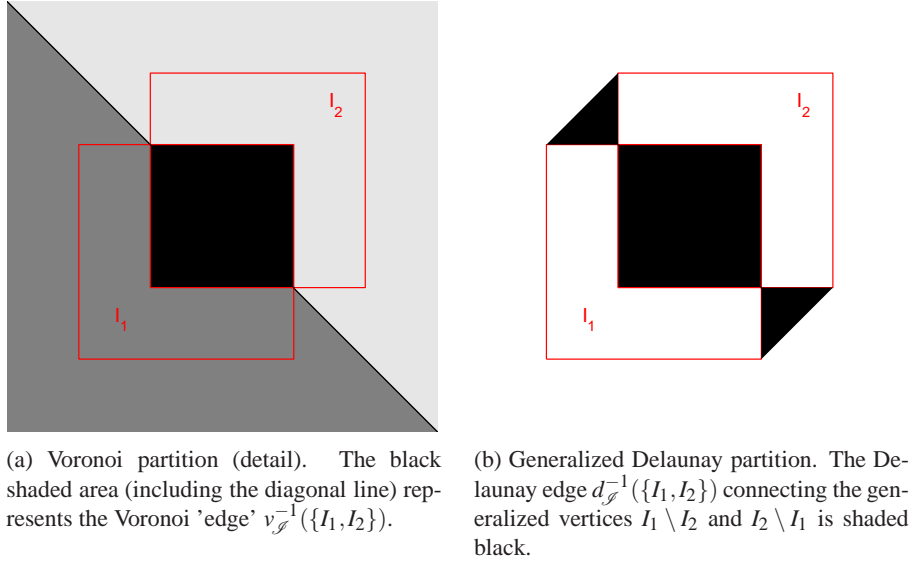 I₂
I₁
I₂
I₁
(a) Voronoi partition (detail). The black
shaded area (including the diagonal line) rep-
resents the Voronoi 'edge' v_𝓘^{-1}({I₁,I₂}).
(b) Generalized Delaunay partition. The De-
launay edge d_𝓘^{-1}({I₁,I₂}) connecting the gen-
eralized vertices I₁ \ I₂ and I₂ \ I₁ is shaded
black.